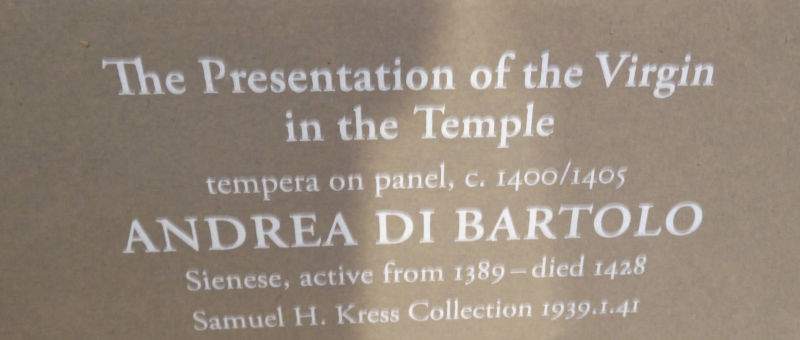 The Presentation of the Virgin
in the Temple
tempera on panel, c. 1400/1405
ANDREA DI BARTOLO
Sienese, active from 1389–died 1428
Samuel H. Kress Collection 1939.1.41